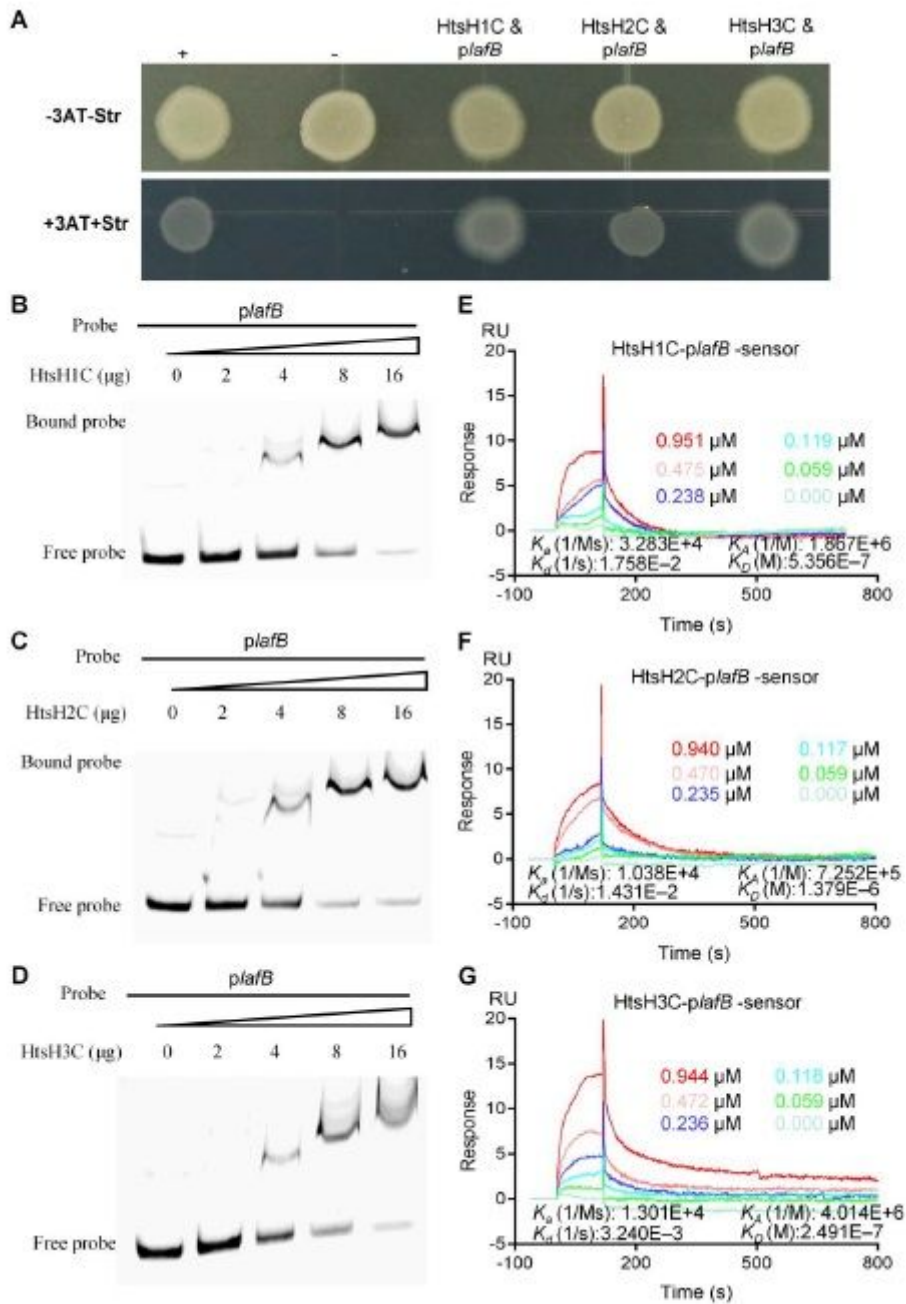 A
+ - HtsH1C & plafB HtsH2C & plafB HtsH3C & plafB
-3AT-Str
+3AT+Str
B
plafB
Probe
HtsH1C (µg) 0 2 4 8 16
Bound probe
Free probe
E
RU
HtsH1C-plafB -sensor
20
15
10
5
0
-5
Response
0.951 µM 0.119 µM
0.475 µM 0.059 µM
0.238 µM 0.000 µM
Ka (1/Ms): 3.283E+4 KA (1/M): 1.867E+6
Kd (1/s):1.758E–2 KD (M):5.356E–7
-100 200 500 800
Time (s)
C
plafB
Probe
HtsH2C (µg) 0 2 4 8 16
Bound probe
Free probe
F
RU
HtsH2C-plafB -sensor
20
15
10
5
0
-5
Response
0.940 µM 0.117 µM
0.470 µM 0.059 µM
0.235 µM 0.000 µM
Ka (1/Ms): 1.038E+4 KA (1/M): 7.252E+5
Kd (1/s):1.431E–2 KD (M):1.379E–6
-100 200 500 800
Time (s)
D
plafB
Probe
HtsH3C (µg) 0 2 4 8 16
Free probe
G
RU
HtsH3C-plafB -sensor
20
15
10
5
0
-5
Response
0.944 µM 0.118 µM
0.472 µM 0.059 µM
0.236 µM 0.000 µM
Ka (1/Ms): 1.301E+4 KA (1/M): 4.014E+6
Kd (1/s):3.240E–3 KD (M):2.491E–7
-100 200 500 800
Time (s)